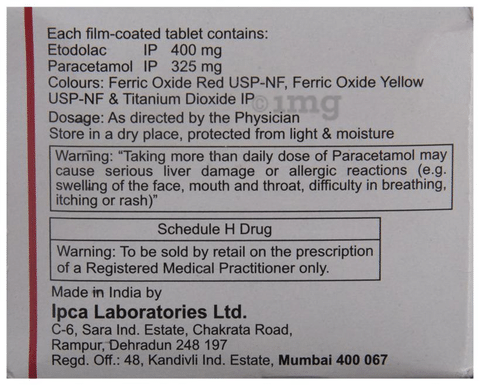 Each film-coated tablet contains:
Etodolac IP 400 mg
Paracetamol IP 325 mg
Colours: Ferric Oxide Red USP-NF, Ferric Oxide Yellow
USP-NF & Titanium Dioxide IP
Dosage: As directed by the Physician
Store in a dry place, protected from light & moisture
Warning: “Taking more than daily dose of Paracetamol may
cause serious liver damage or allergic reactions (e.g.
swelling of the face, mouth and throat, difficulty in breathing,
itching or rash)”
Schedule H Drug
Warning: To be sold by retail on the prescription
of a Registered Medical Practitioner only.
Made in India by
Ipca Laboratories Ltd.
C-6, Sara Ind. Estate, Chakrata Road,
Rampur, Dehradun 248 197
Regd. Off.: 48, Kandivli Ind. Estate, Mumbai 400 067